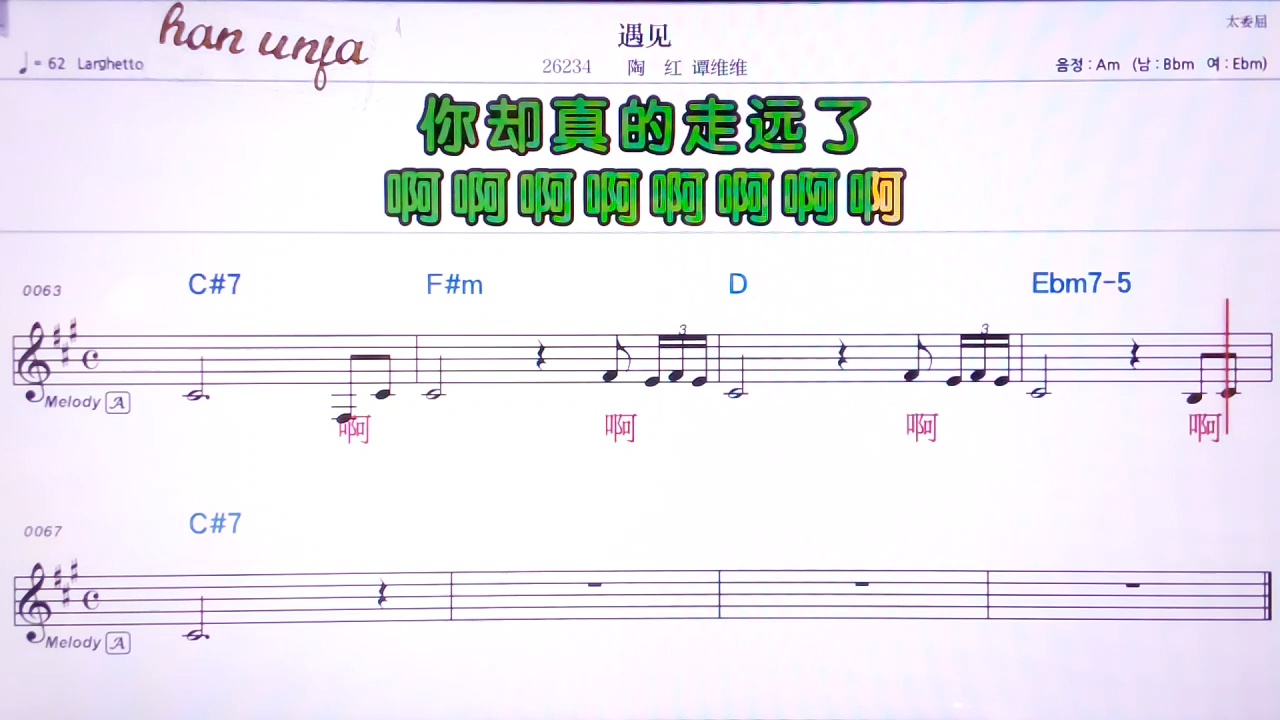 han unja
遇见
太委屈
♩= 62 Larghetto
26234 陶 红 谭维维
음정 : Am (남 : Bbm 여 : Ebm)
你却真的走远了
啊啊啊啊啊啊啊啊
0063 C#7 F#m D Ebm7-5
3 3
Melody A
啊 啊 啊 啊
0067 C#7
Melody A